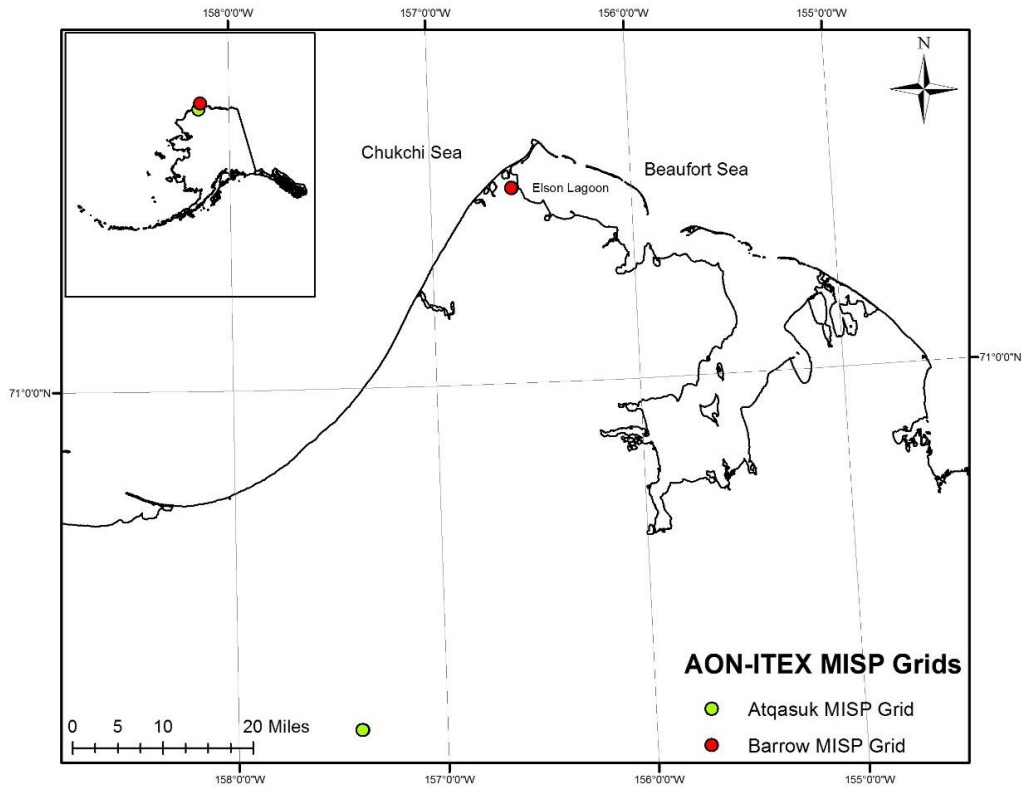 158°0'0"W 157°0'0"W 156°0'0"W 155°0'0"W
N
Chukchi Sea
Beaufort Sea
Elson Lagoon
71°0'0"N
71°0'0"N
AON-ITEX MISP Grids
Atqasuk MISP Grid
Barrow MISP Grid
0 5 10 20 Miles
158°0'0"W 157°0'0"W 156°0'0"W 155°0'0"W